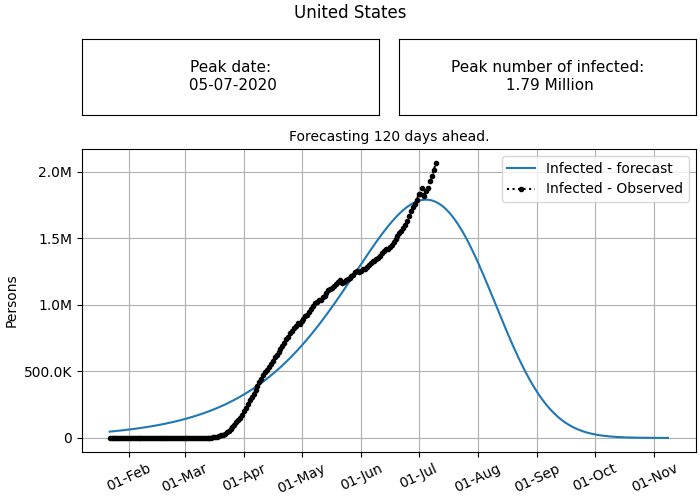 United States
Peak date:
05-07-2020
Peak number of infected:
1.79 Million
Forecasting 120 days ahead.
Infected - forecast
Infected - Observed
2.0M
1.5M
1.0M
500.0K
0
Persons
01-Feb
01-Mar
01-Apr
01-May
01-Jun
01-Jul
01-Aug
01-Sep
01-Oct
01-Nov